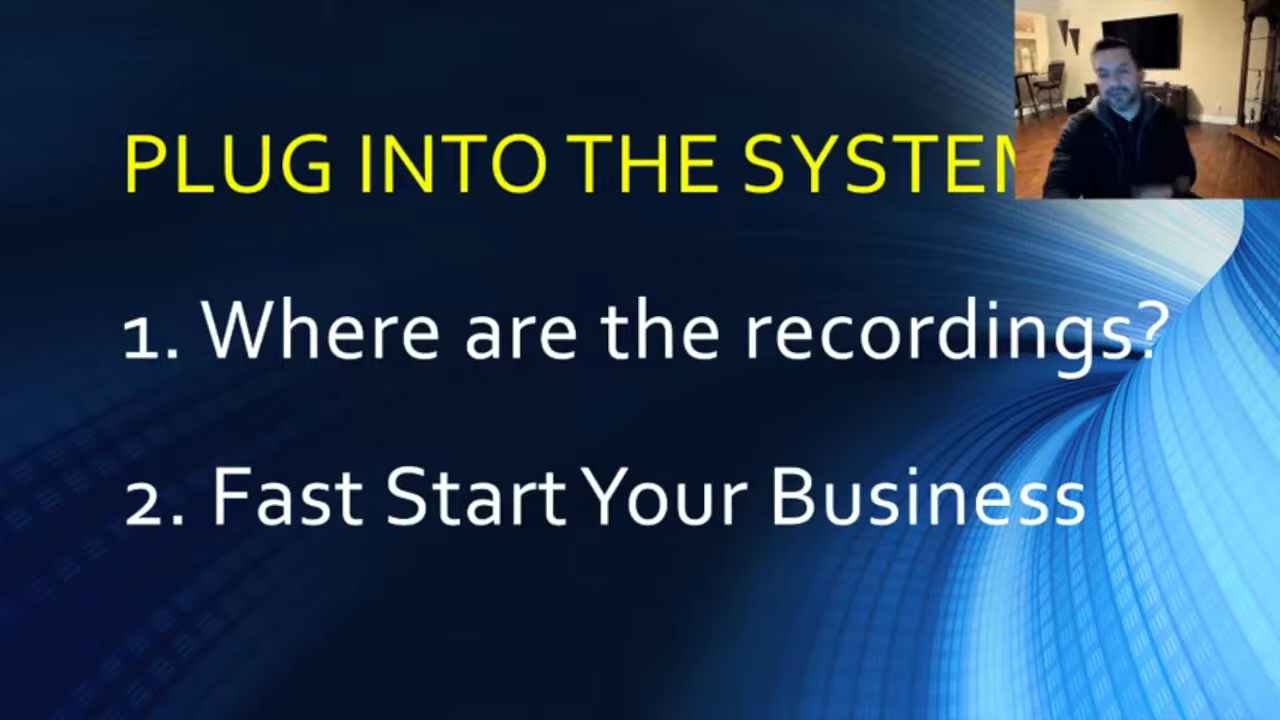 PLUG INTO THE SYSTEM
1. Where are the recordings?
2. Fast Start Your Business